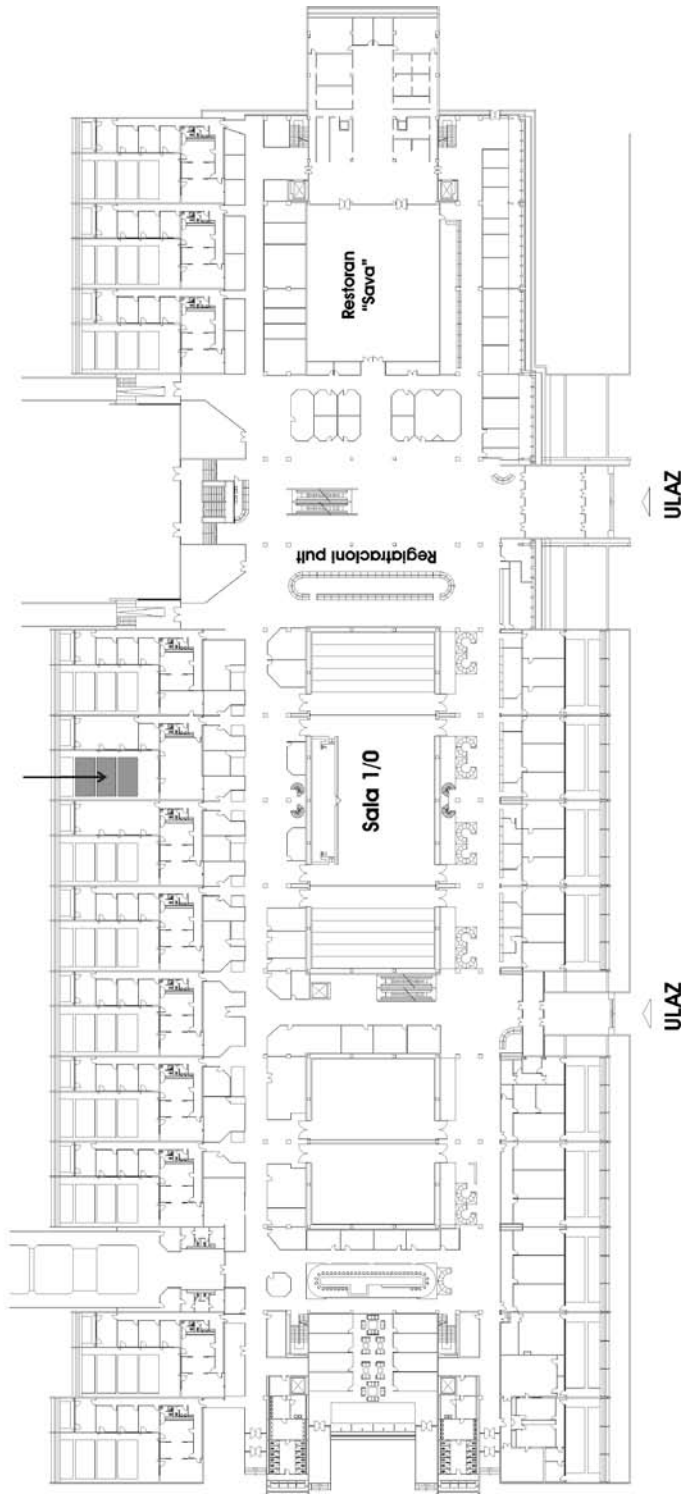 Restoran
"Sava"
ULAZ
Registracioni pult
Sala 1/0
ULAZ